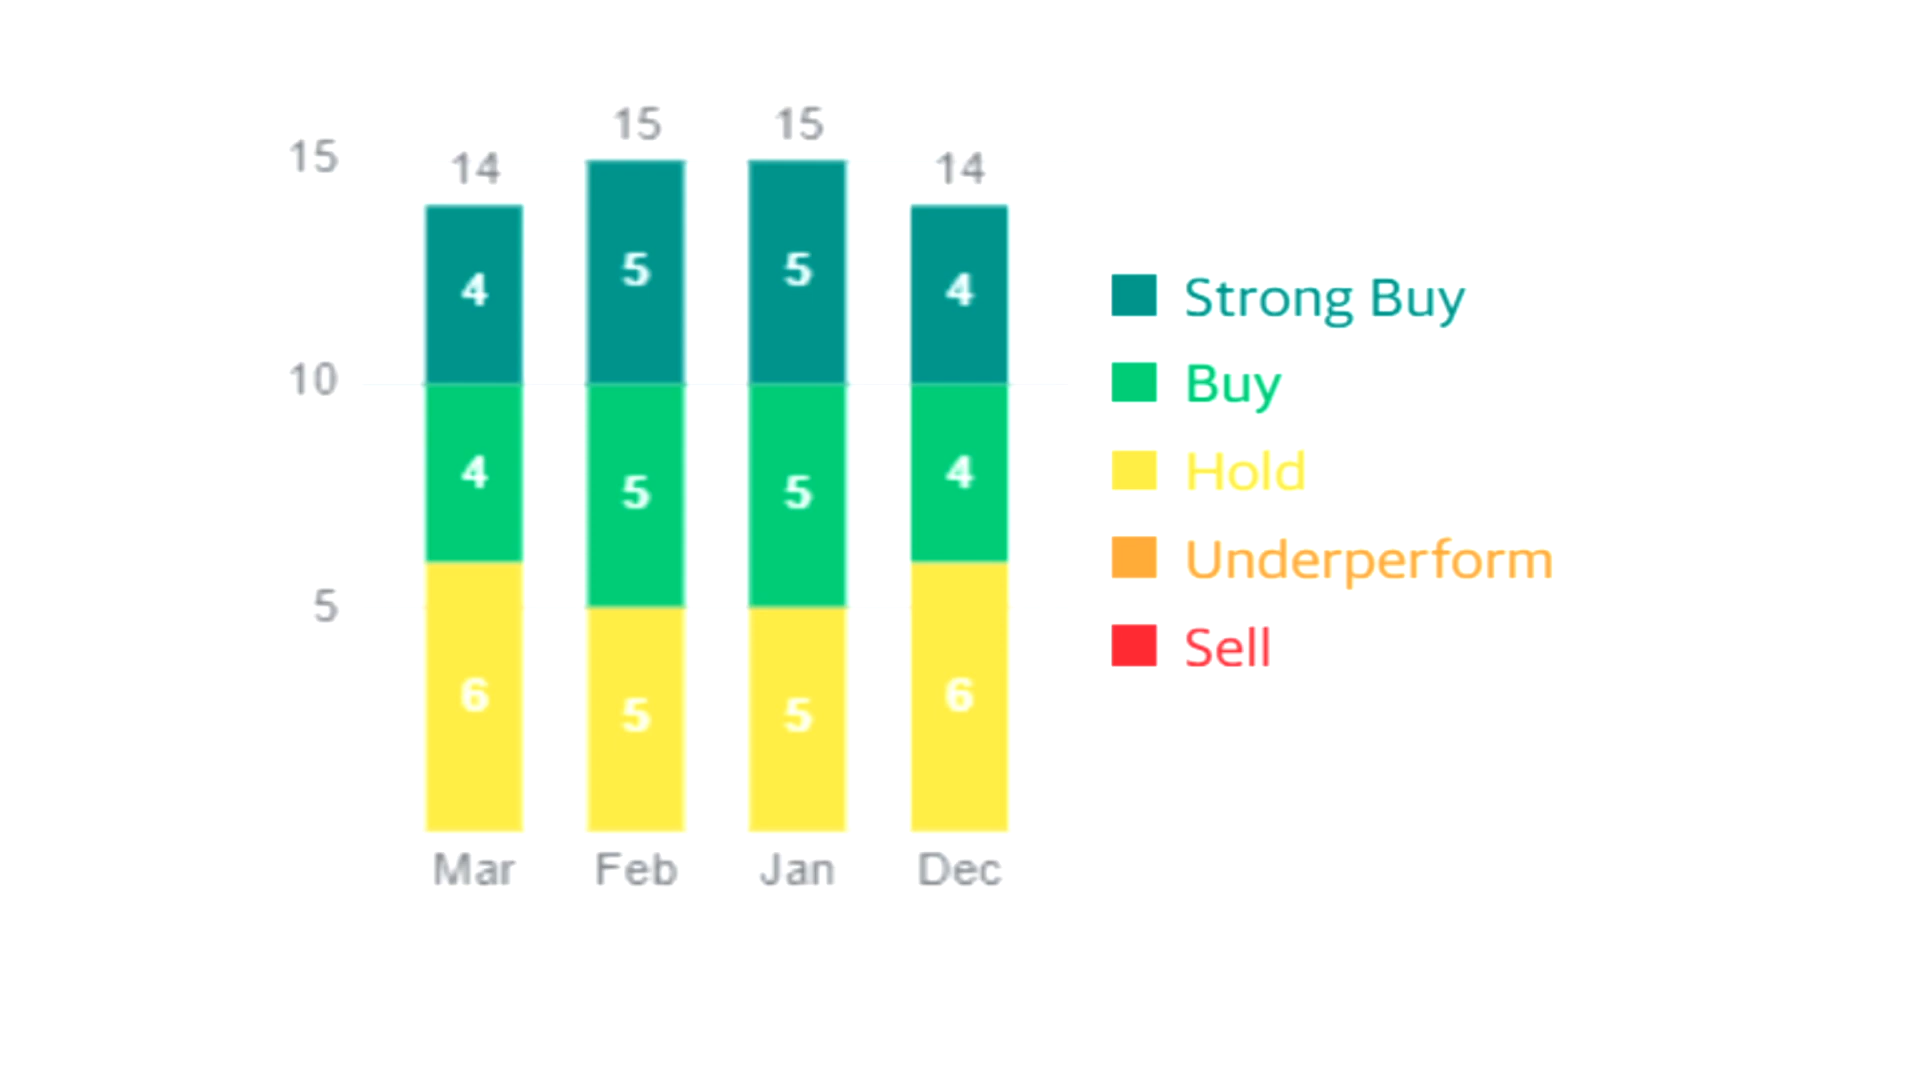 15 15
15 14 14
4 5 5 4
10
4 5 5 4
5
6 5 5 6
Mar Feb Jan Dec
Strong Buy
Buy
Hold
Underperform
Sell